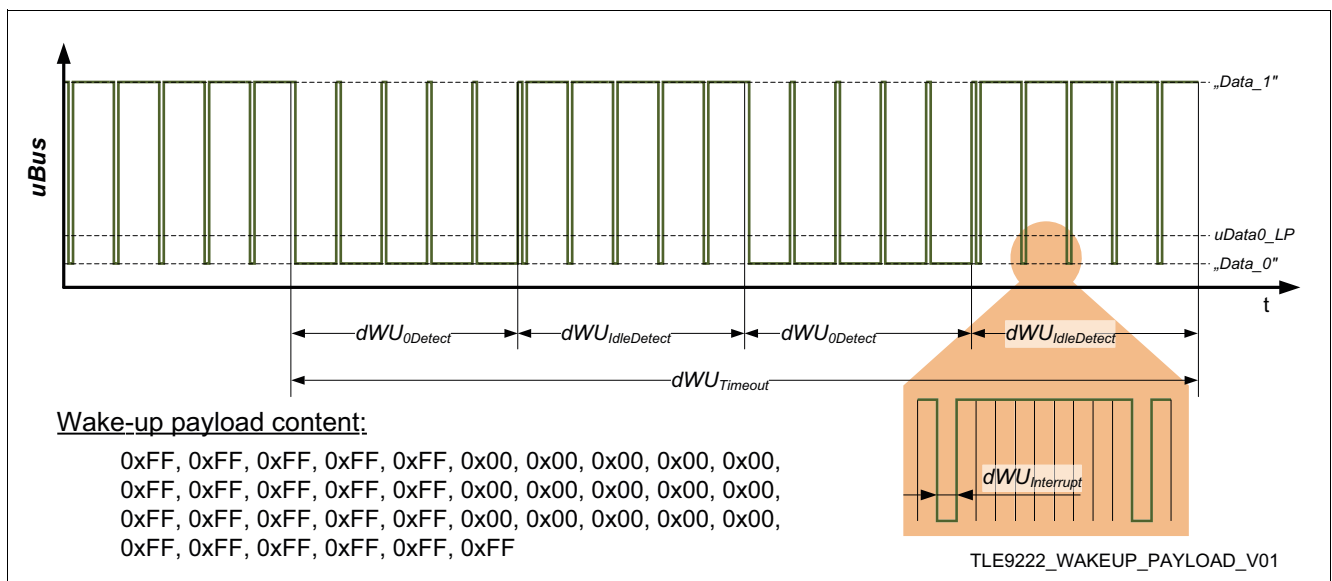 „Data_1"
uBus
uData0_LP
„Data_0"
t
dWU0Detect
dWUIdleDetect
dWU0Detect
dWUIdleDetect
dWUTimeout
Wake-up payload content:
0xFF, 0xFF, 0xFF, 0xFF, 0xFF, 0x00, 0x00, 0x00, 0x00, 0x00,
0xFF, 0xFF, 0xFF, 0xFF, 0xFF, 0x00, 0x00, 0x00, 0x00, 0x00,
0xFF, 0xFF, 0xFF, 0xFF, 0xFF, 0x00, 0x00, 0x00, 0x00, 0x00,
0xFF, 0xFF, 0xFF, 0xFF, 0xFF, 0xFF
dWUInterrupt
TLE9222_WAKEUP_PAYLOAD_V01